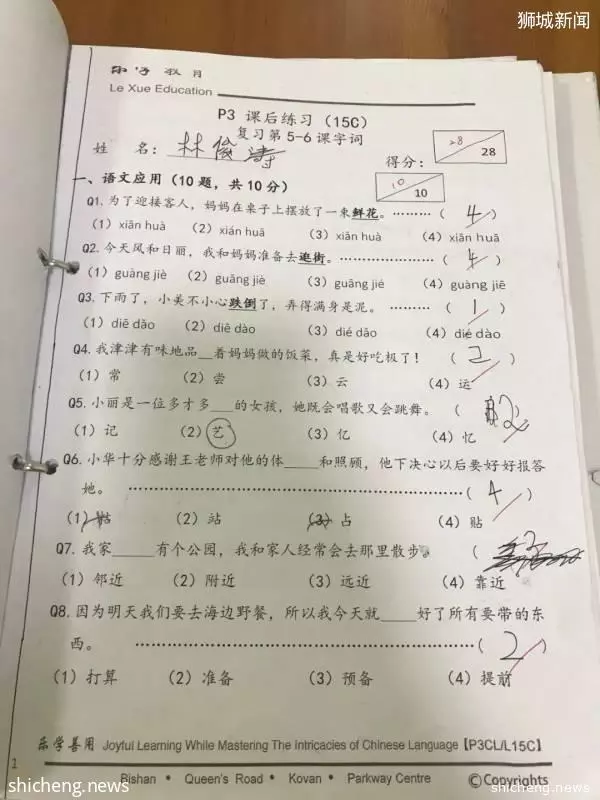 狮城新闻
乐学教育
Le Xue Education
P3 课后练习（15C）
复习第5-6课字词
姓 名：林俊涛
得分：28 28
一、语文应用（10题，共10分） 10 10
Q1. 为了迎接客人，妈妈在桌子上摆放了一束鲜花。………（ 4 ）
（1）xiān huà （2）xián huā （3）xiān huà （4）xiān huā
Q2. 今天风和日丽，我和妈妈准备去逛街。…………………（ 4 ）
（1）guàng jiè （2）guāng jiè （3）guāng jié （4）guàng jiē
Q3. 下雨了，小美不小心跌倒了，弄得满身是泥。………（ 1 ）
（1）diē dǎo （2）diē dào （3）dié dāo （4）dié dào
Q4. 我津津有味地品__着妈妈做的饭菜，真是好吃极了！（ 2 ）
（1）常 （2）尝 （3）云 （4）运
Q5. 小丽是一位多才多___的女孩，她既会唱歌又会跳舞。（ 2 ）
（1）记 （2）艺 （3）亿 （4）忆
Q6. 小华十分感谢王老师对他的体____和照顾，他下决心以后要好好报答
她。……………………………………………………（ 4 ）
（1）帖 （2）站 （3）占 （4）贴
Q7. 我家_____有个公园，我和家人经常会去那里散步。（
（1）邻近 （2）附近 （3）远近 （4）靠近
Q8. 因为明天我们要去海边野餐，所以我今天就____好了所有要带的东
西。……………………………………………………（ 2 ）
（1）打算 （2）准备 （3）预备 （4）提前
乐学善用 Joyful Learning While Mastering The Intricacies of Chinese Language【P3CL/L15C】
1
Bishan • Queen's Road • Kovan • Parkway Centre ©Copyrights
shicheng.news
shicheng.news